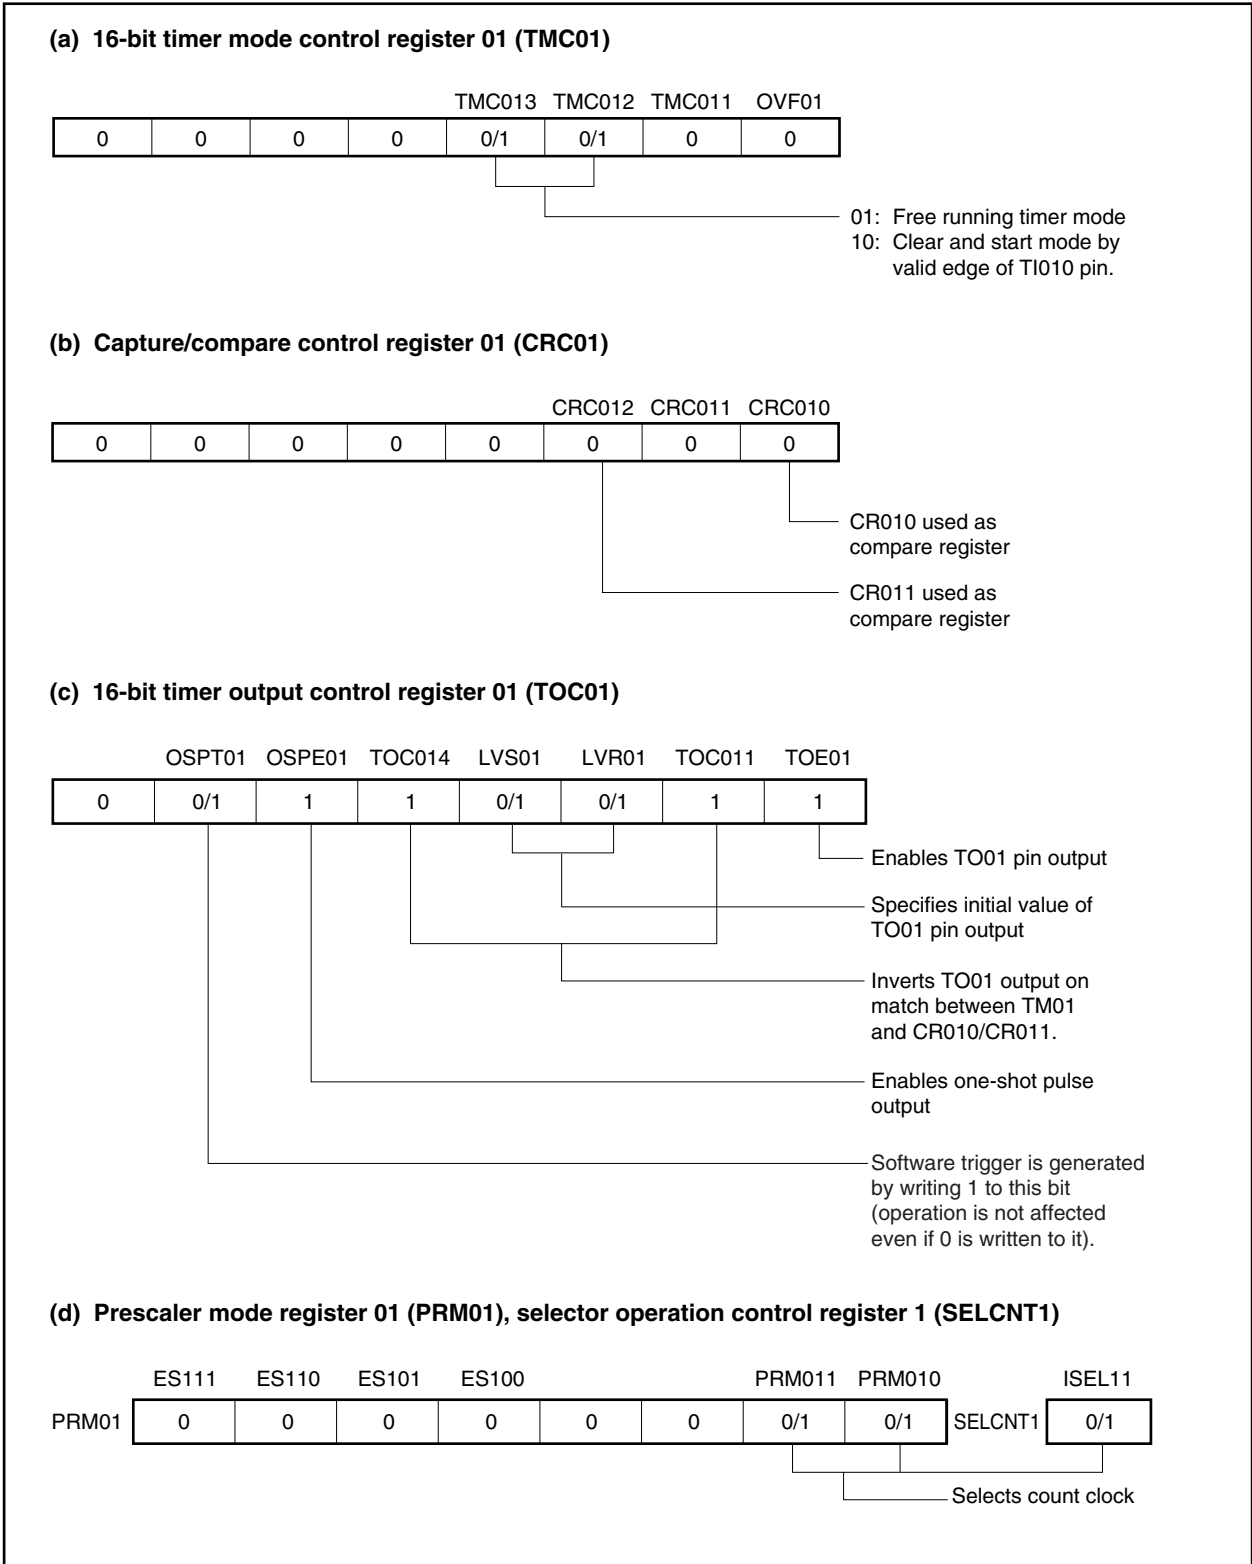 (a) 16-bit timer mode control register 01 (TMC01)
TMC013 TMC012 TMC011 OVF01
0 0 0 0 0/1 0/1 0 0
01: Free running timer mode
10: Clear and start mode by
valid edge of TI010 pin.
(b) Capture/compare control register 01 (CRC01)
CRC012 CRC011 CRC010
0 0 0 0 0 0 0 0
CR010 used as
compare register
CR011 used as
compare register
(c) 16-bit timer output control register 01 (TOC01)
OSPT01 OSPE01 TOC014 LVS01 LVR01 TOC011 TOE01
0 0/1 1 1 0/1 0/1 1 1
Enables TO01 pin output
Specifies initial value of
TO01 pin output
Inverts TO01 output on
match between TM01
and CR010/CR011.
Enables one-shot pulse
output
Software trigger is generated
by writing 1 to this bit
(operation is not affected
even if 0 is written to it).
(d) Prescaler mode register 01 (PRM01), selector operation control register 1 (SELCNT1)
ES111 ES110 ES101 ES100 PRM011 PRM010 ISEL11
PRM01 0 0 0 0 0 0 0/1 0/1 SELCNT1 0/1
Selects count clock